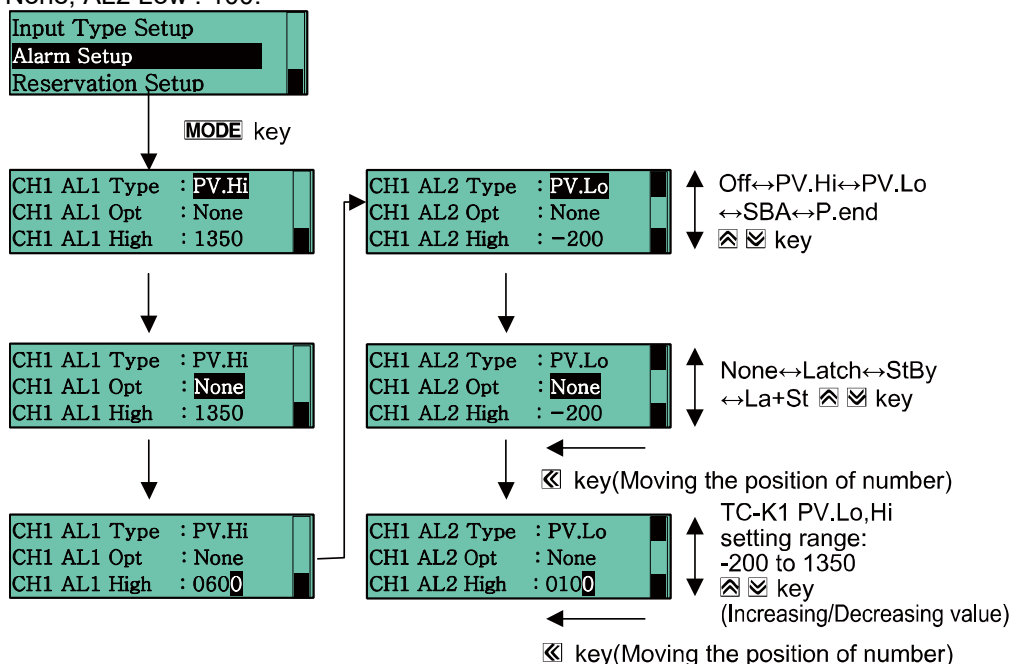 None, AL2 Low : 100.
Input Type Setup
Alarm Setup
Reservation Setup
MODE key
CH1 AL1 Type : PV.Hi
CH1 AL1 Opt : None
CH1 AL1 High : 1350
CH1 AL2 Type : PV.Lo
CH1 AL2 Opt : None
CH1 AL2 High : -200
Off↔PV.Hi↔PV.Lo
↔SBA↔P.end
key
CH1 AL1 Type : PV.Hi
CH1 AL1 Opt : None
CH1 AL1 High : 1350
CH1 AL2 Type : PV.Lo
CH1 AL2 Opt : None
CH1 AL2 High : -200
None↔Latch↔StBy
↔La+St key
key(Moving the position of number)
CH1 AL1 Type : PV.Hi
CH1 AL1 Opt : None
CH1 AL1 High : 0600
CH1 AL2 Type : PV.Lo
CH1 AL2 Opt : None
CH1 AL2 High : 0100
TC-K1 PV.Lo,Hi
setting range:
-200 to 1350
key
(Increasing/Decreasing value)
key(Moving the position of number)